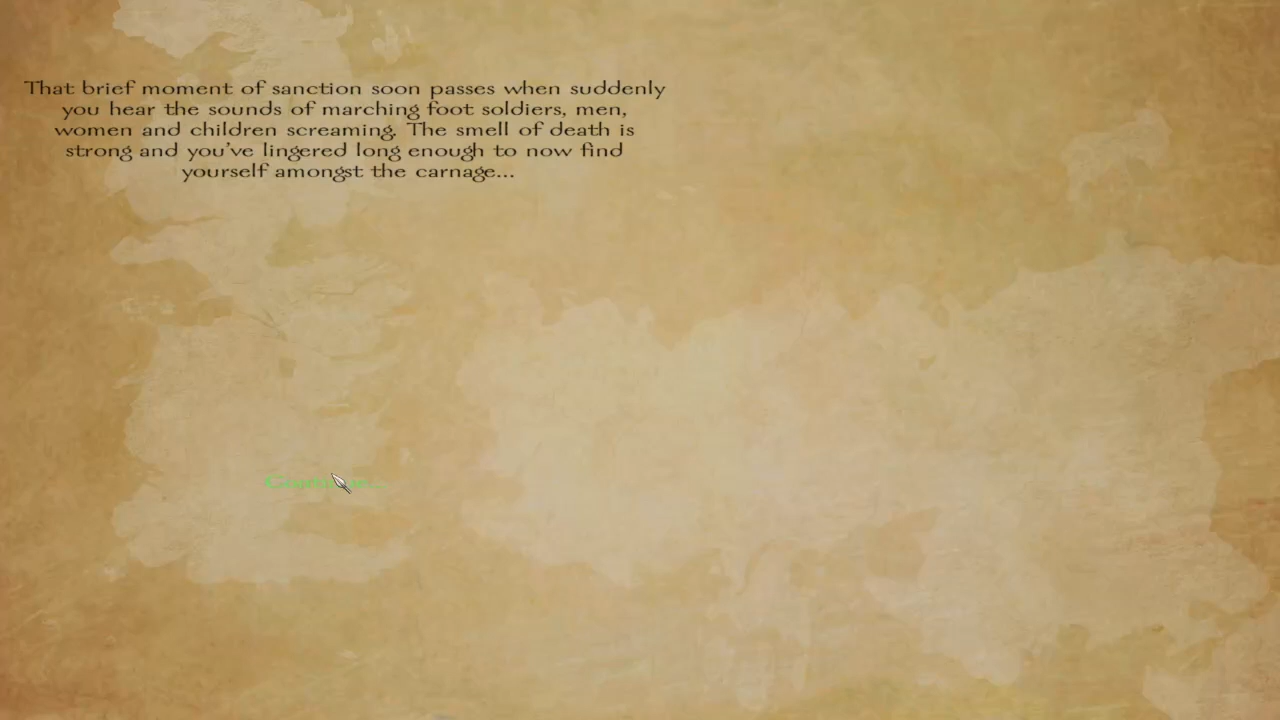 That brief moment of sanction soon passes when suddenly
you hear the sounds of marching foot soldiers, men,
women and children screaming. The smell of death is
strong and you've lingered long enough to now find
yourself amongst the carnage...
Continue...